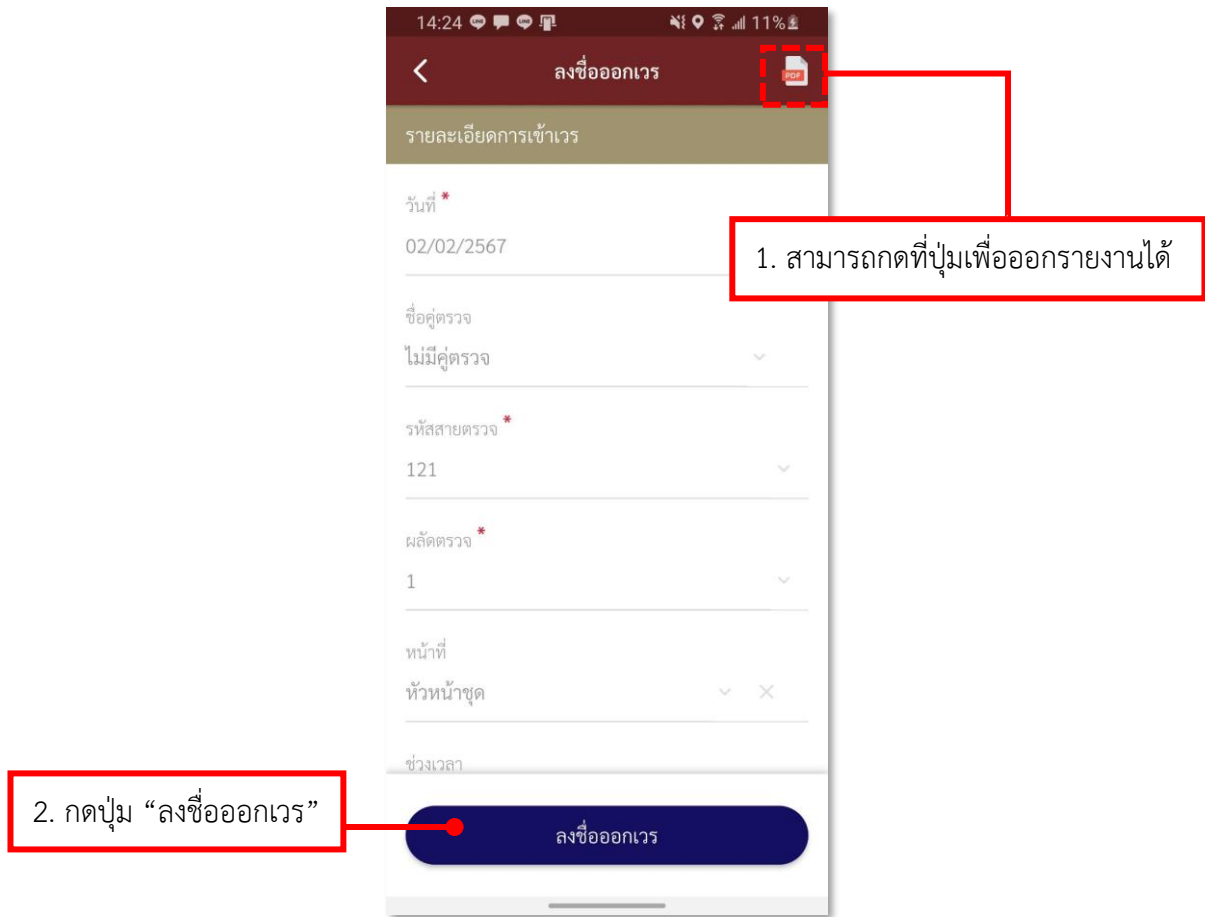 14:24 11%
ลงชื่อออกเวร
PDF
รายละเอียดการเข้าเวร
วันที่ *
02/02/2567
1. สามารถกดที่ปุ่มเพื่อออกรายงานได้
ชื่อคู่ตรวจ
ไม่มีคู่ตรวจ
รหัสสายตรวจ *
121
ผลัดตรวจ *
1
หน้าที่
หัวหน้าชุด
ช่วงเวลา
2. กดปุ่ม “ลงชื่อออกเวร”
ลงชื่อออกเวร